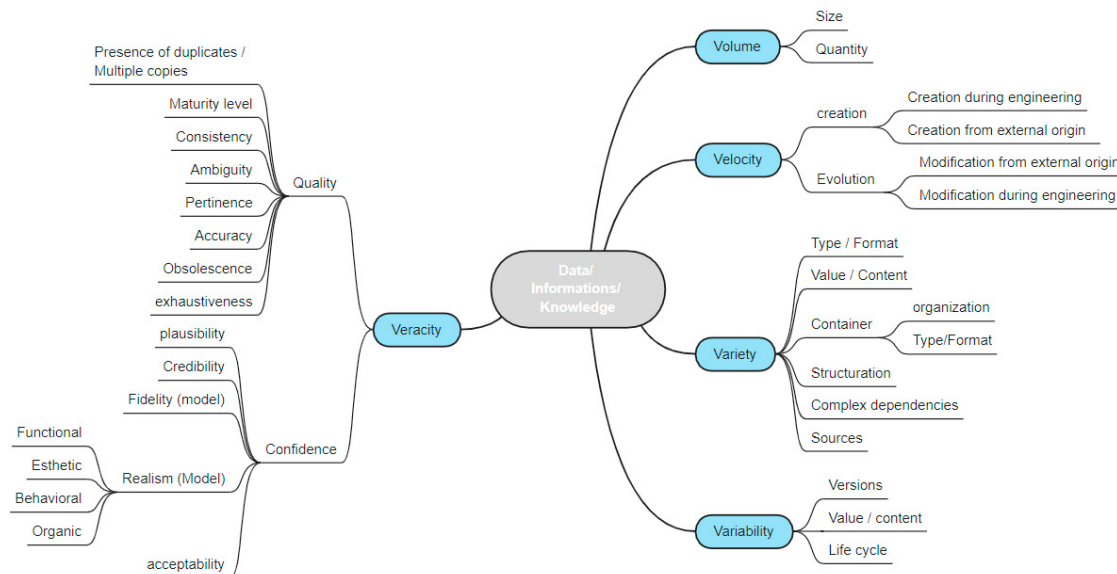 Data/
Informations/
Knowledge
Volume
Size
Quantity
Velocity
creation
Creation during engineering
Creation from external origin
Evolution
Modification from external origin
Modification during engineering
Variety
Type / Format
Value / Content
Container
organization
Type/Format
Structuration
Complex dependencies
Sources
Variability
Versions
Value / content
Life cycle
Veracity
Quality
Presence of duplicates /
Multiple copies
Maturity level
Consistency
Ambiguity
Pertinence
Accuracy
Obsolescence
exhaustiveness
Confidence
plausibility
Credibility
Fidelity (model)
Realism (Model)
Functional
Esthetic
Behavioral
Organic
acceptability